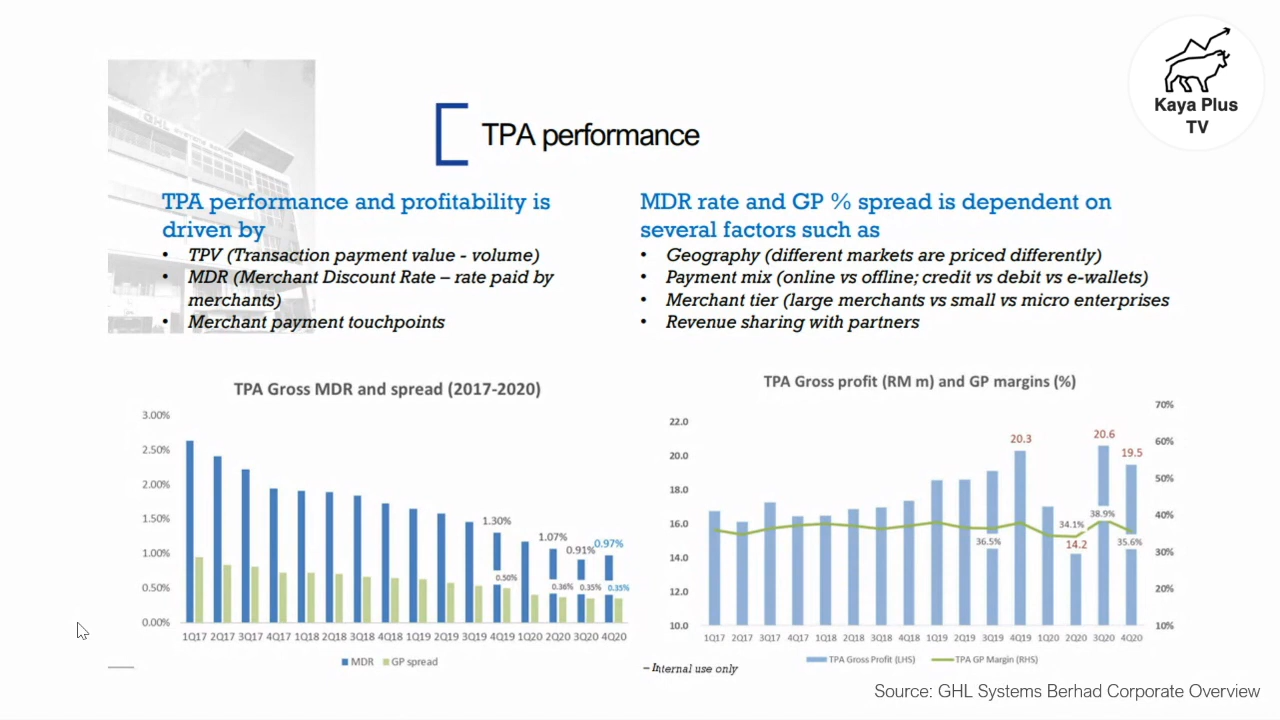 Kaya Plus
TV
GHL SYSTEMS BERHAD
TPA performance
TPA performance and profitability is
driven by
• TPV (Transaction payment value - volume)
• MDR (Merchant Discount Rate – rate paid by
merchants)
• Merchant payment touchpoints
MDR rate and GP % spread is dependent on
several factors such as
• Geography (different markets are priced differently)
• Payment mix (online vs offline; credit vs debit vs e-wallets)
• Merchant tier (large merchants vs small vs micro enterprises
• Revenue sharing with partners
TPA Gross MDR and spread (2017-2020)
3.00%
2.50%
2.00%
1.50%
1.00%
0.50%
0.00%
1.30%
1.07%
0.91%
0.97%
0.50%
0.36%
0.35%
0.35%
1Q17 2Q17 3Q17 4Q17 1Q18 2Q18 3Q18 4Q18 1Q19 2Q19 3Q19 4Q19 1Q20 2Q20 3Q20 4Q20
MDR GP spread
TPA Gross profit (RM m) and GP margins (%)
22.0
20.0
18.0
16.0
14.0
12.0
10.0
70%
60%
50%
40%
30%
20%
10%
20.3
20.6
19.5
38.9%
34.1%
36.5%
14.2
35.6%
1Q17 2Q17 3Q17 4Q17 1Q18 2Q18 3Q18 4Q18 1Q19 2Q19 3Q19 4Q19 1Q20 2Q20 3Q20 4Q20
TPA Gross Profit (LHS) TPA GP Margin (RHS)
– Internal use only
Source: GHL Systems Berhad Corporate Overview